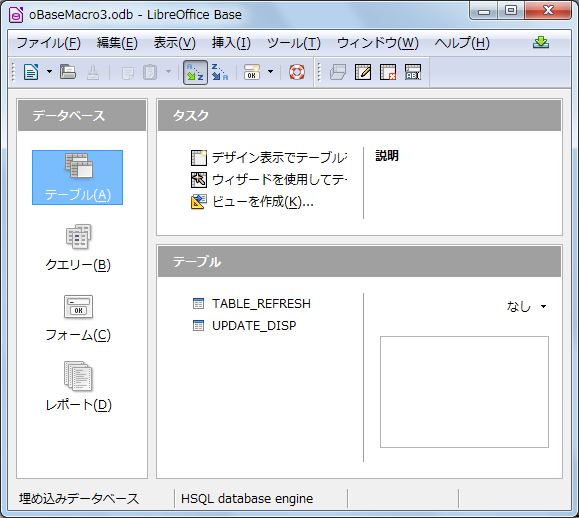 oBaseMacro3.odb - LibreOffice Base
ファイル(F) 編集(E) 表示(V) 挿入(I) ツール(T) ウィンドウ(W) ヘルプ(H)
データベース
テーブル(A)
クエリー(B)
フォーム(C)
レポート(D)
タスク
デザイン表示でテーブルを
ウィザードを使用してテー
ビューを作成(K)...
説明
テーブル
TABLE_REFRESH
UPDATE_DISP
なし
埋め込みデータベース HSQL database engine